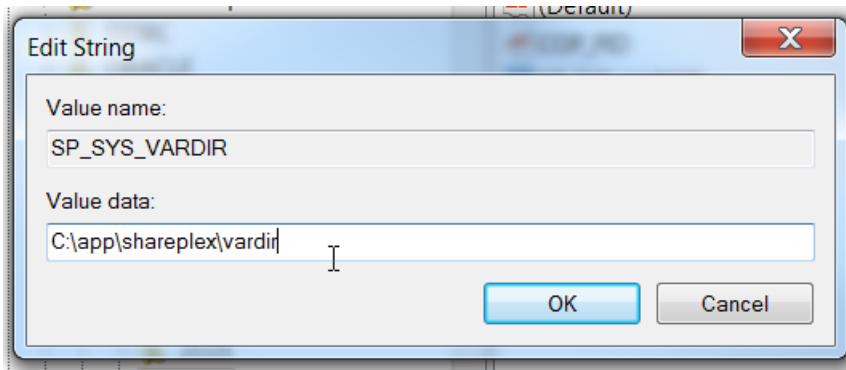 (Default)
Edit String
Value name:
SP_SYS_VARDIR
Value data:
C:\app\shareplex\vardir
OK
Cancel